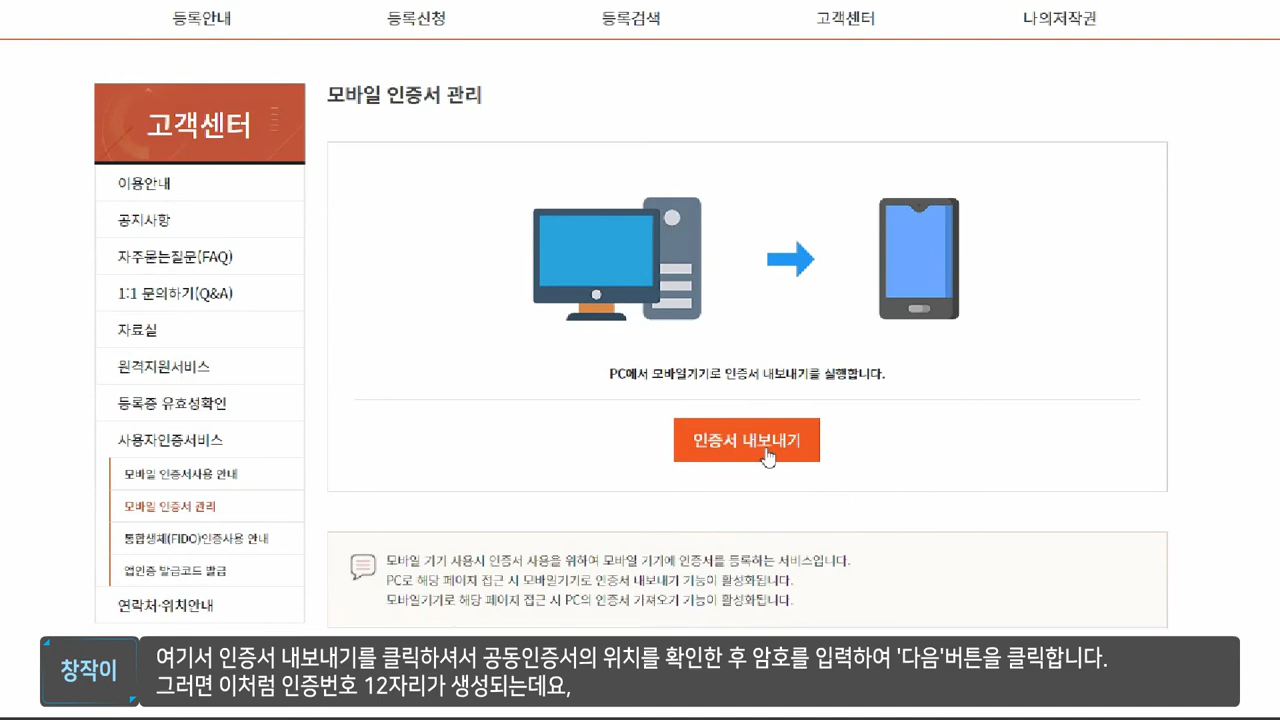 등록안내 등록신청 등록검색 고객센터 나의저작권
고객센터
이용안내
공지사항
자주묻는질문(FAQ)
1:1 문의하기(Q&A)
자료실
원격지원서비스
등록증 유효성확인
사용자인증서비스
모바일 인증서사용 안내
모바일 인증서 관리
통합생체(FIDO)인증사용 안내
앱인증 발급코드 발급
연락처·위치안내
모바일 인증서 관리
PC에서 모바일기기로 인증서 내보내기를 실행합니다.
인증서 내보내기
모바일 기기 사용시 인증서 사용을 위하여 모바일 기기에 인증서를 등록하는 서비스입니다.
PC로 해당 페이지 접근 시 모바일기기로 인증서 내보내기 기능이 활성화됩니다.
모바일기기로 해당 페이지 접근 시 PC의 인증서 가져오기 기능이 활성화됩니다.
창작이
여기서 인증서 내보내기를 클릭하셔서 공동인증서의 위치를 확인한 후 암호를 입력하여 '다음'버튼을 클릭합니다.
그러면 이처럼 인증번호 12자리가 생성되는데요,